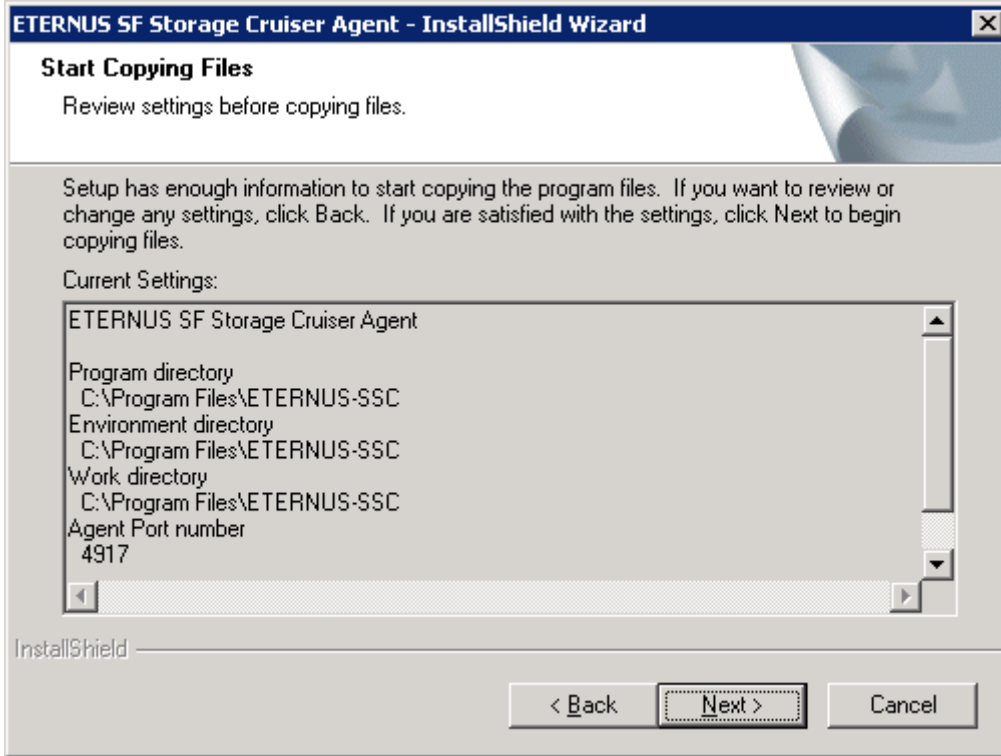 ETERNUS SF Storage Cruiser Agent - InstallShield Wizard
Start Copying Files
Review settings before copying files.
Setup has enough information to start copying the program files. If you want to review or
change any settings, click Back. If you are satisfied with the settings, click Next to begin
copying files.
Current Settings:
ETERNUS SF Storage Cruiser Agent
Program directory
C:\Program Files\ETERNUS-SSC
Environment directory
C:\Program Files\ETERNUS-SSC
Work directory
C:\Program Files\ETERNUS-SSC
Agent Port number
4917
InstallShield
< Back Next > Cancel